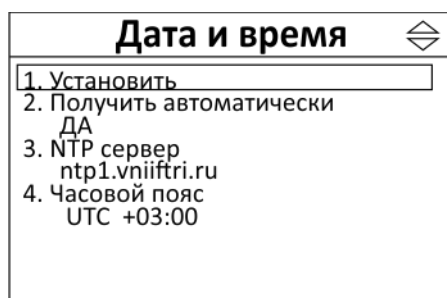 Дата и время
1. Установить
2. Получить автоматически
ДА
3. NTP сервер
ntp1.vniiftri.ru
4. Часовой пояс
UTC +03:00